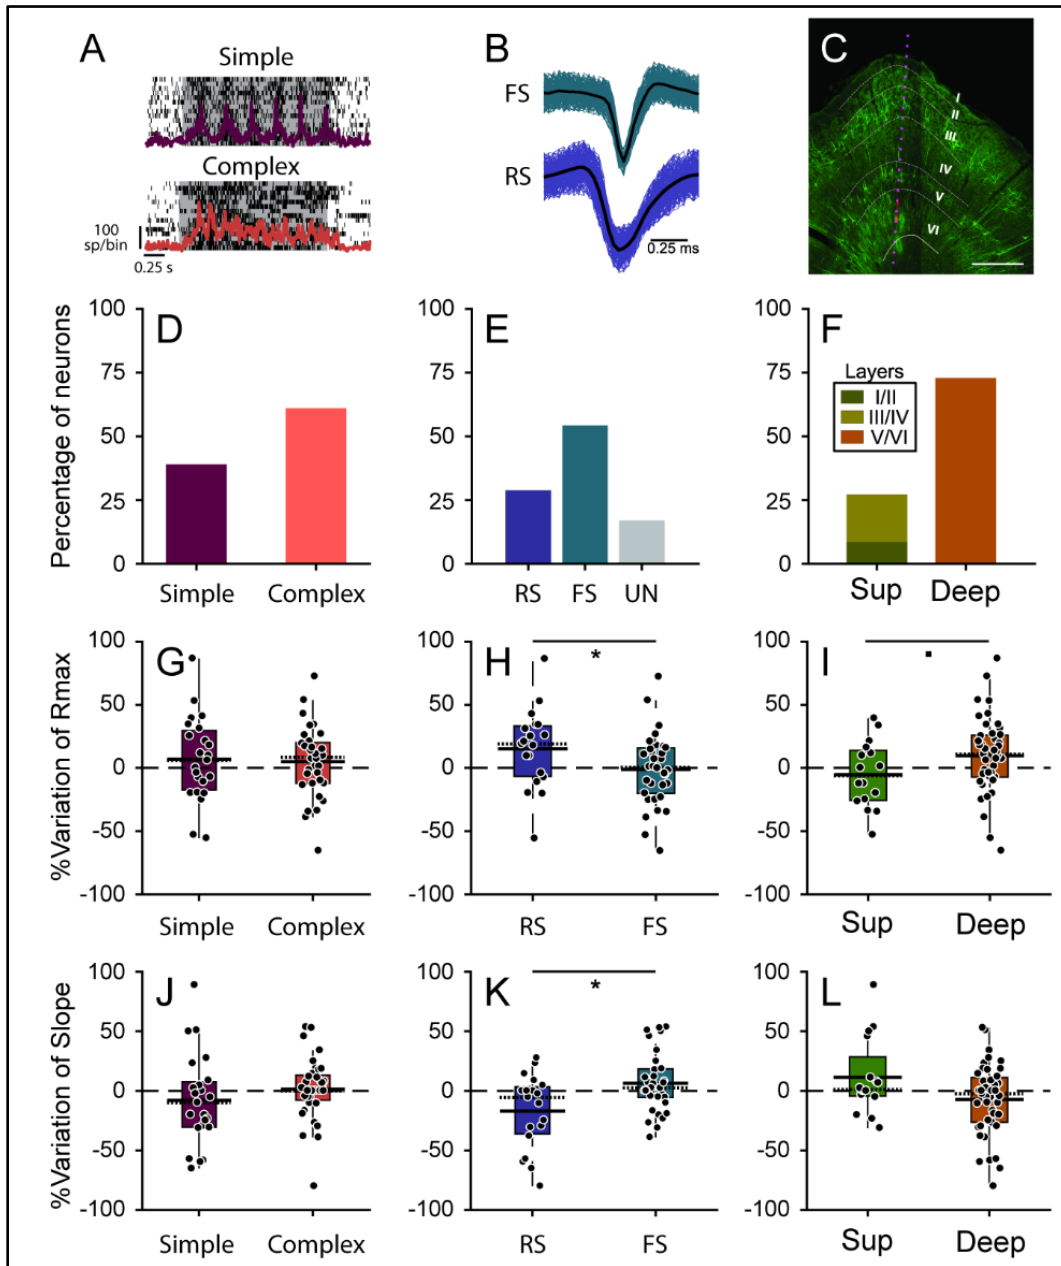 A
Simple
Complex
100
sp/bin
0.25 s
B
FS
RS
0.25 ms
C
I
II
III
IV
V
VI
Percentage of neurons
100
75
50
25
0
D
Simple
Complex
100
75
50
25
0
E
RS
FS
UN
100
75
50
25
0
F
Layers
I/II
III/IV
V/VI
Sup
Deep
%Variation of Rmax
100
50
0
-50
-100
G
Simple
Complex
100
50
0
-50
-100
H
*
RS
FS
100
50
0
-50
-100
I
Sup
Deep
%Variation of Slope
100
50
0
-50
-100
J
Simple
Complex
100
50
0
-50
-100
K
*
RS
FS
100
50
0
-50
-100
L
Sup
Deep